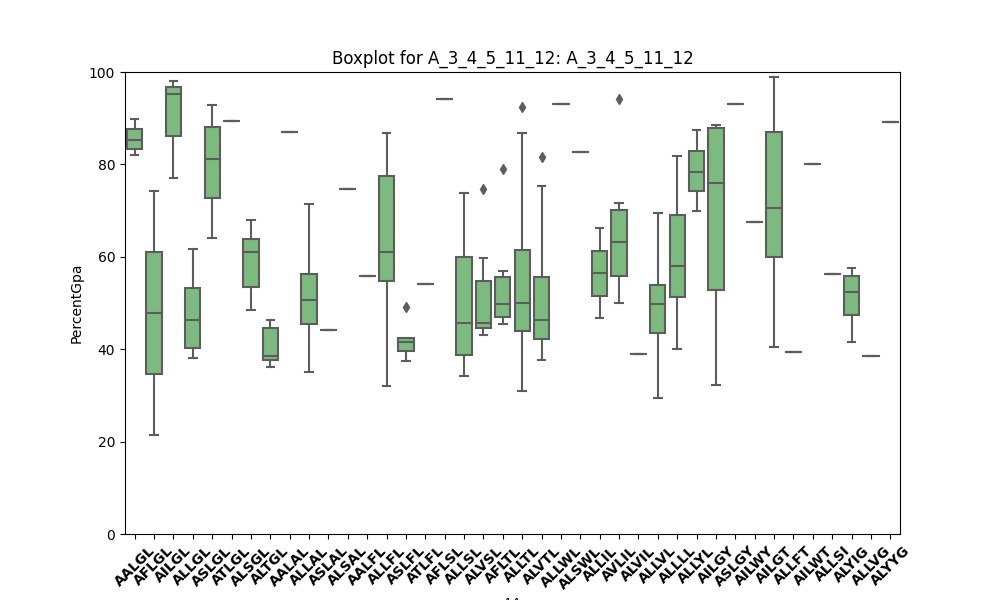 Boxplot for A_3_4_5_11_12: A_3_4_5_11_12
PercentGpa
100
80
60
40
20
0
AALGL
AFLGL
AILGL
ALLGL
ASLGL
ATLGL
ALSGL
ALTGL
AALAL
ALLAL
ASLAL
ALSAL
AALFL
ALLFL
ASLFL
ATLFL
AFLSL
ALLSL
ALVSL
AFLTL
ALLTL
ALVTL
ALLWL
ALSWL
ALLIL
AVLIL
ALVIL
ALLVL
ALLLL
ALLYL
AILGY
ASLGY
AILWY
AILGT
ALLFT
AILWT
ALLSI
ALYIG
ALLVG
ALYYG